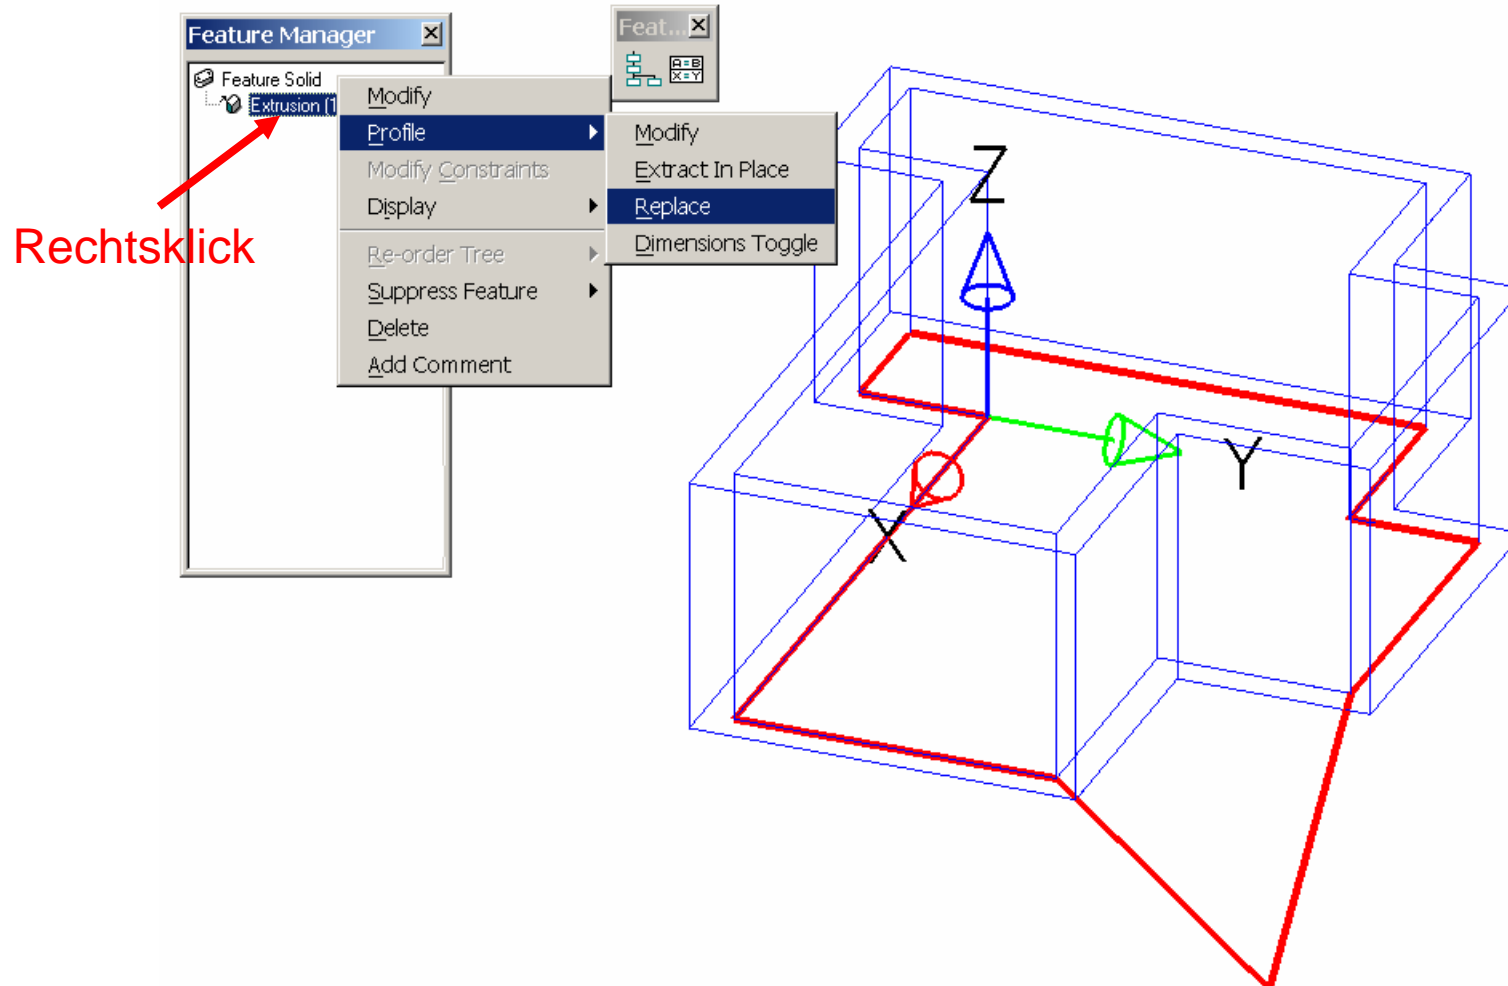 Feature Manager
Feat...
A=B
X=Y
Feature Solid
Extrusion (1
Modify
Profile
Modify Constraints
Display
Re-order Tree
Suppress Feature
Delete
Add Comment
Modify
Extract In Place
Replace
Dimensions Toggle
Rechtsklick
Z
Y
X